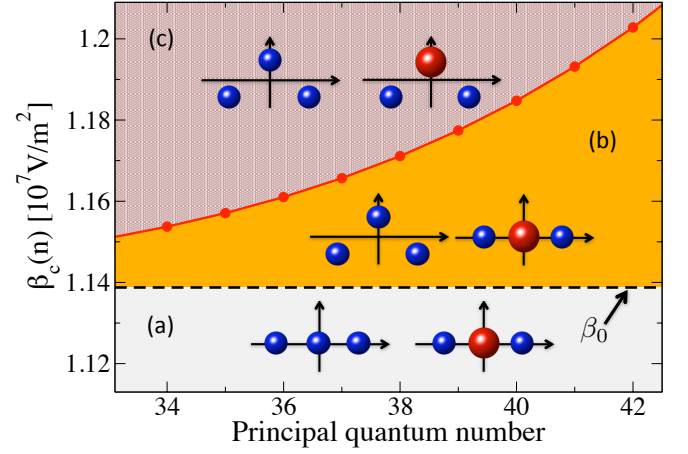 (c)
1.2
1.18
(b)
β_c(n) [10^7 V/m^2]
1.16
1.14
(a)
β_0
1.12
34 36 38 40 42
Principal quantum number